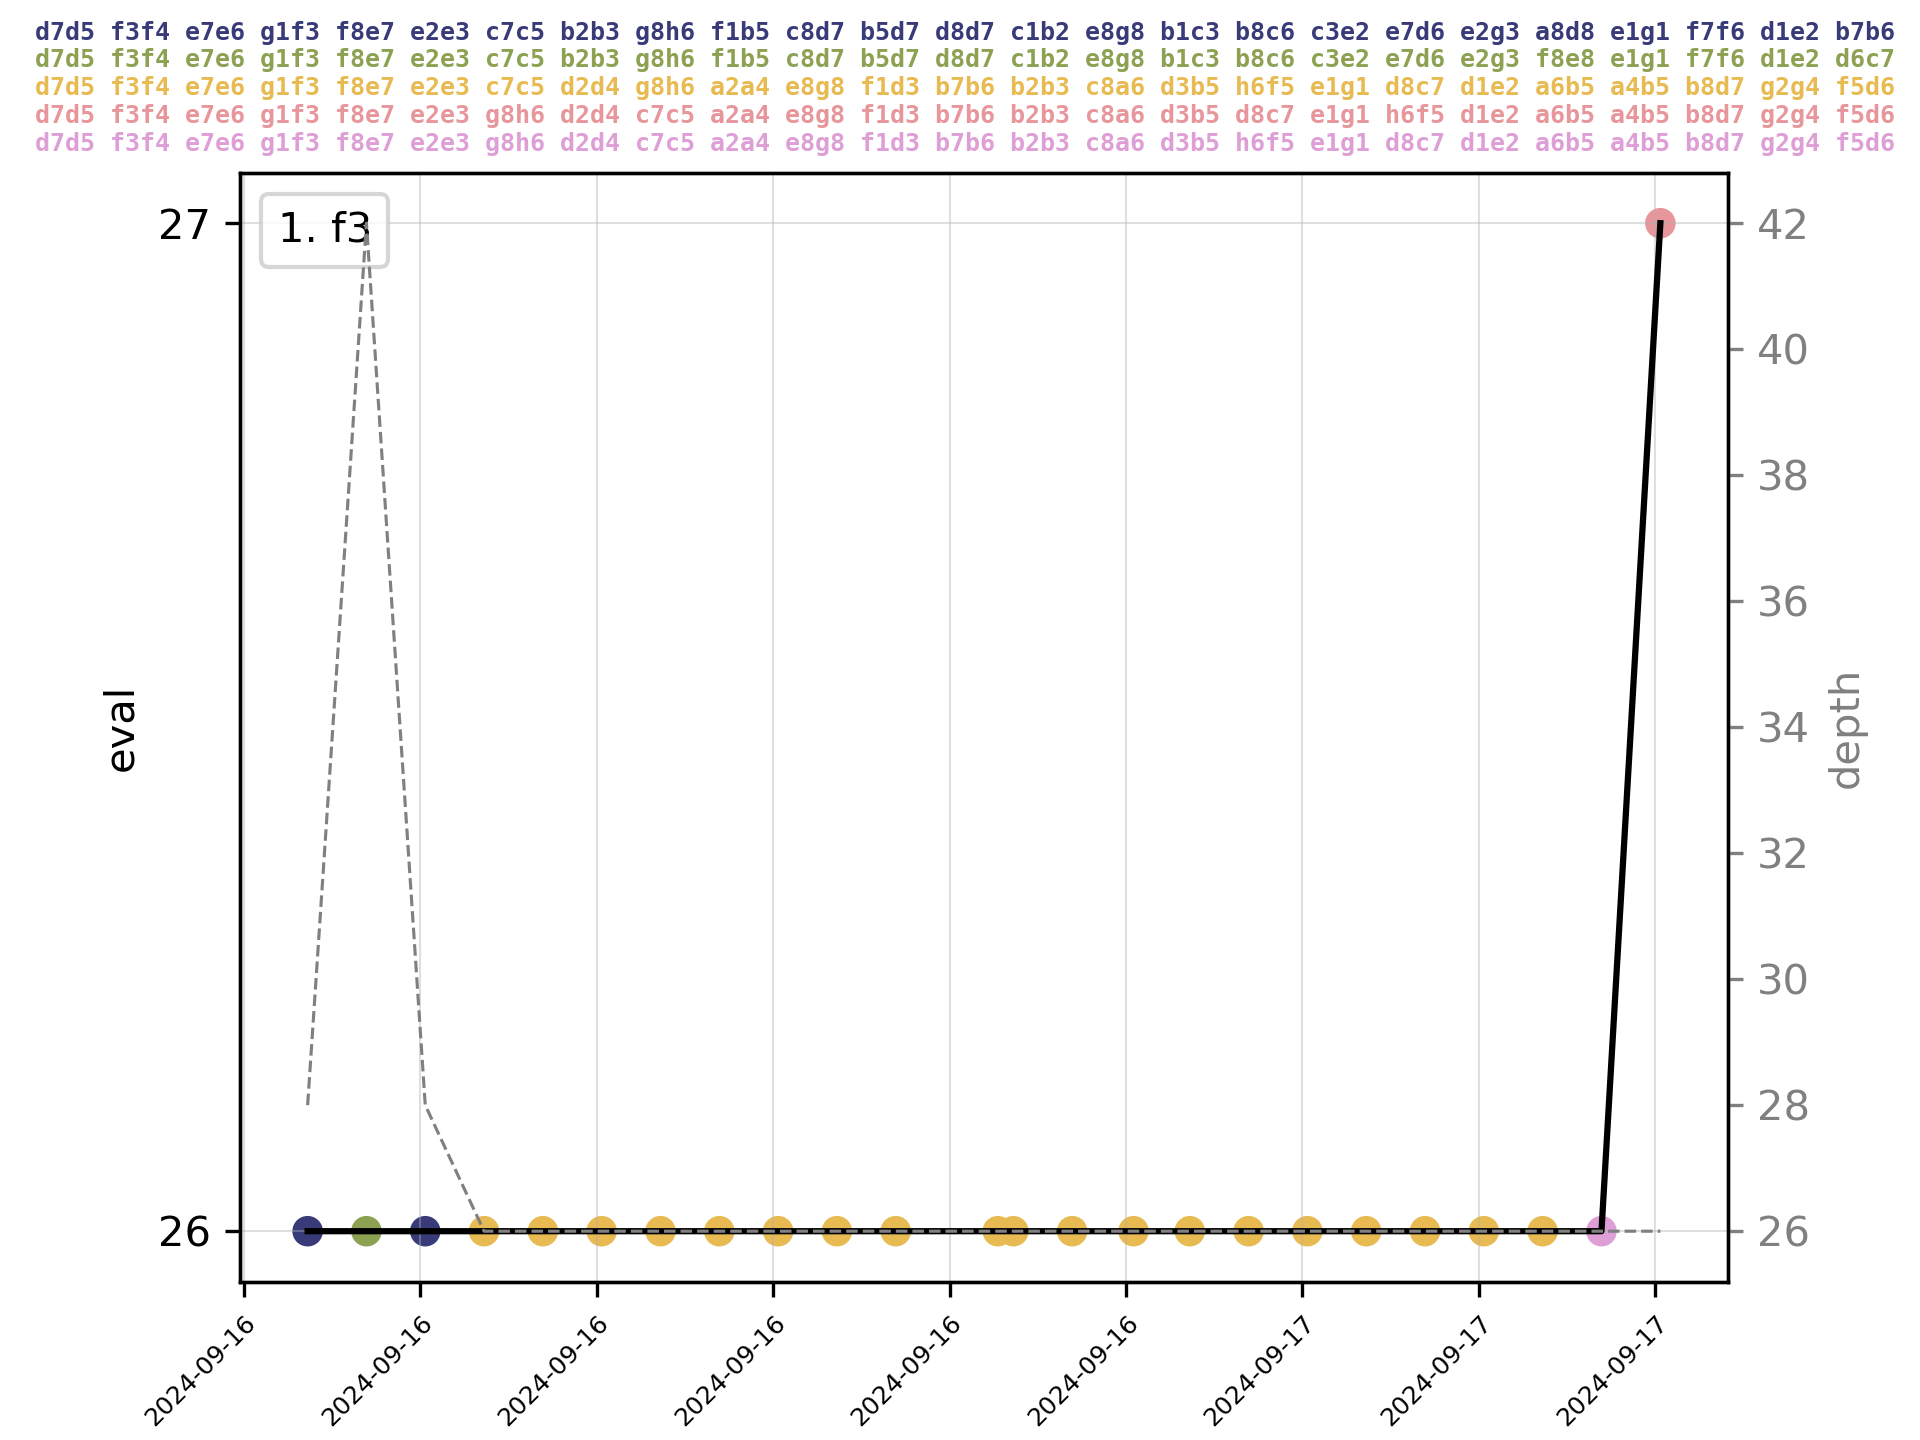 d7d5 f3f4 e7e6 g1f3 f8e7 e2e3 c7c5 b2b3 g8h6 f1b5 c8d7 b5d7 d8d7 c1b2 e8g8 b1c3 b8c6 c3e2 e7d6 e2g3 a8d8 e1g1 f7f6 d1e2 b7b6
d7d5 f3f4 e7e6 g1f3 f8e7 e2e3 c7c5 b2b3 g8h6 f1b5 c8d7 b5d7 d8d7 c1b2 e8g8 b1c3 b8c6 c3e2 e7d6 e2g3 f8e8 e1g1 f7f6 d1e2 d6c7
d7d5 f3f4 e7e6 g1f3 f8e7 e2e3 c7c5 d2d4 g8h6 a2a4 e8g8 f1d3 b7b6 b2b3 c8a6 d3b5 h6f5 e1g1 d8c7 d1e2 a6b5 a4b5 b8d7 g2g4 f5d6
d7d5 f3f4 e7e6 g1f3 f8e7 e2e3 g8h6 d2d4 c7c5 a2a4 e8g8 f1d3 b7b6 b2b3 c8a6 d3b5 d8c7 e1g1 h6f5 d1e2 a6b5 a4b5 b8d7 g2g4 f5d6
d7d5 f3f4 e7e6 g1f3 f8e7 e2e3 g8h6 d2d4 c7c5 a2a4 e8g8 f1d3 b7b6 b2b3 c8a6 d3b5 h6f5 e1g1 d8c7 d1e2 a6b5 a4b5 b8d7 g2g4 f5d6
1. f3
27
26
eval
42
40
38
36
34
32
30
28
26
depth
2024-09-16
2024-09-16
2024-09-16
2024-09-16
2024-09-16
2024-09-16
2024-09-17
2024-09-17
2024-09-17